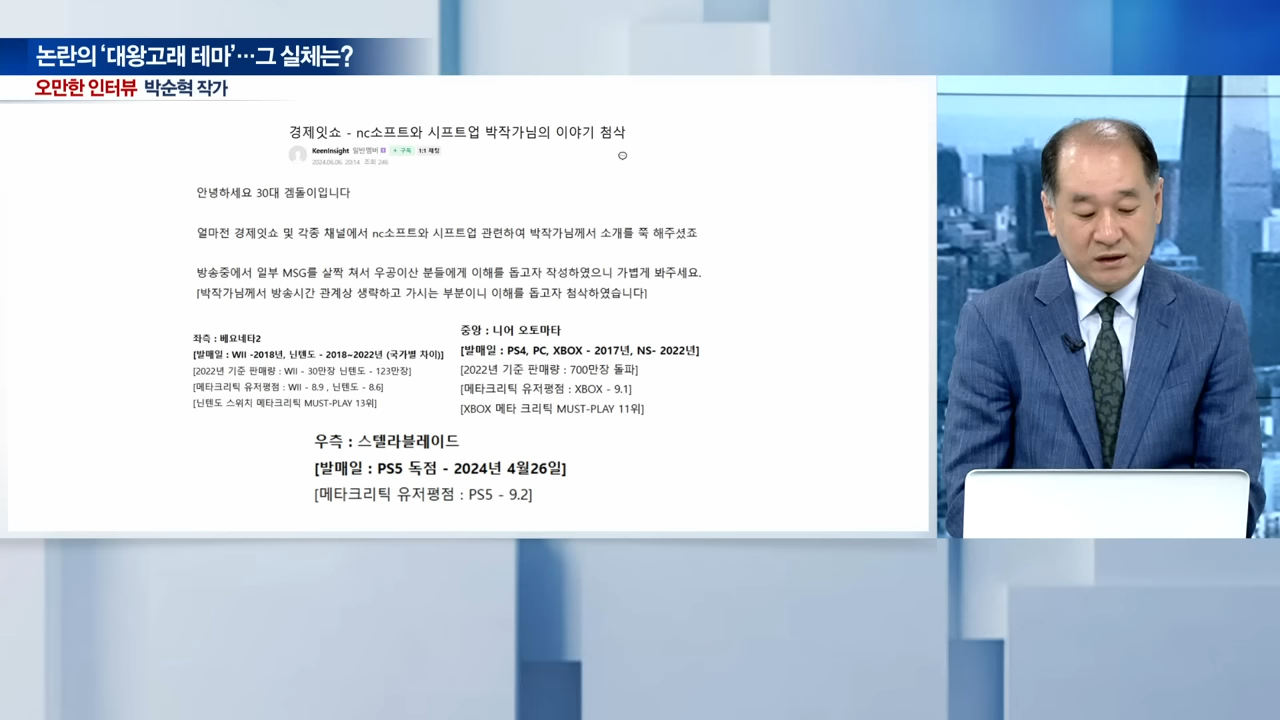 논란의 ‘대왕고래 테마’…그 실체는?
오만한 인터뷰 박순혁 작가
경제잇쇼 - nc소프트와 시프트업 박작가님의 이야기 첨삭
KeenInsight 일반멤버 + 구독 1:1 채팅
2024.06.06. 20:14 조회 246
안녕하세요 30대 겜돌이입니다
얼마전 경제잇쇼 및 각종 채널에서 nc소프트와 시프트업 관련하여 박작가님께서 소개를 쭉 해주셨죠
방송중에서 일부 MSG를 살짝 쳐서 우공이산 분들에게 이해를 돕고자 작성하였으니 가볍게 봐주세요.
[박작가님께서 방송시간 관계상 생략하고 가시는 부분이니 이해를 돕고자 첨삭하였습니다]
좌측 : 베요네타2
[발매일 : WII -2018년, 닌텐도 - 2018~2022년 (국가별 차이)]
[2022년 기준 판매량 : WII - 30만장 닌텐도 - 123만장]
[메타크리틱 유저평점 : WII - 8.9 , 닌텐도 - 8.6]
[닌텐도 스위치 메타크리틱 MUST-PLAY 13위]
중앙 : 니어 오토마타
[발매일 : PS4, PC, XBOX - 2017년, NS- 2022년]
[2022년 기준 판매량 : 700만장 돌파]
[메타크리틱 유저평점 : XBOX - 9.1]
[XBOX 메타 크리틱 MUST-PLAY 11위]
우측 : 스텔라블레이드
[발매일 : PS5 독점 - 2024년 4월26일]
[메타크리틱 유저평점 : PS5 - 9.2]